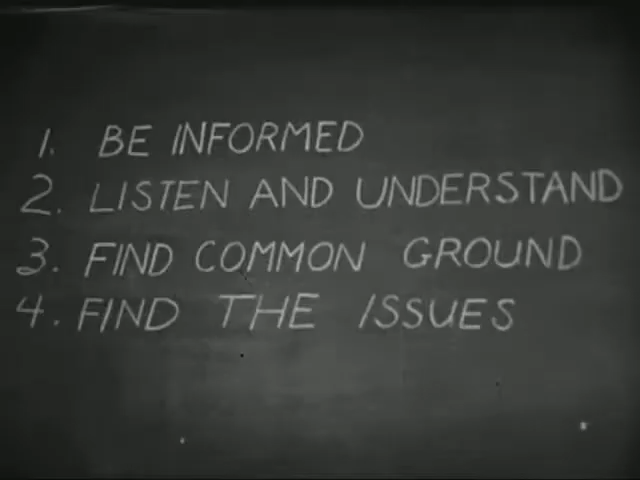 1. BE INFORMED
2. LISTEN AND UNDERSTAND
3. FIND COMMON GROUND
4. FIND THE ISSUES